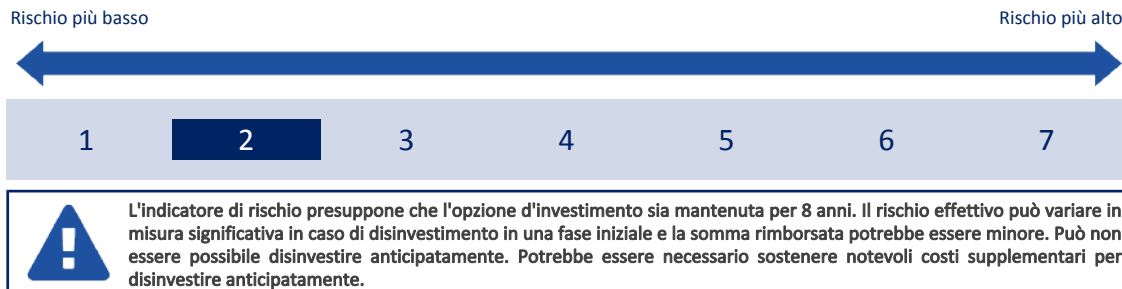 Rischio più basso Rischio più alto
1 2 3 4 5 6 7
L'indicatore di rischio presuppone che l'opzione d'investimento sia mantenuta per 8 anni. Il rischio effettivo può variare in
misura significativa in caso di disinvestimento in una fase iniziale e la somma rimborsata potrebbe essere minore. Può non
essere possibile disinvestire anticipatamente. Potrebbe essere necessario sostenere notevoli costi supplementari per
disinvestire anticipatamente.